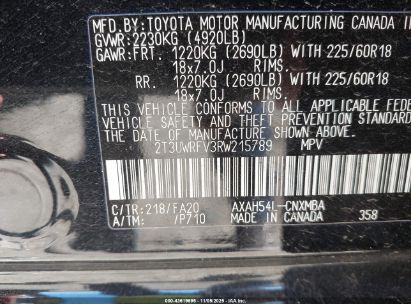 MFD.BY:TOYOTA MOTOR MANUFACTURING CANADA IN
GVWR:2230KG (4920LB)
GAWR:FRT. 1220KG (2690LB) WITH 225/60R18
18x7.0J RIMS.
RR. 1220KG (2690LB) WITH 225/60R18
18x7.0J RIMS.
THIS VEHICLE CONFORMS TO ALL APPLICABLE FEDE
VEHICLE SAFETY AND THEFT PREVENTION STANDARD
EFFECT ON THE DATE OF MANUFACTURE SHOWN ABOVE.
2T3UWRFV3RW215789 MPV
C/TR:218/FA20 AXAH54L-CNXMBA
A/TM: /P710 358